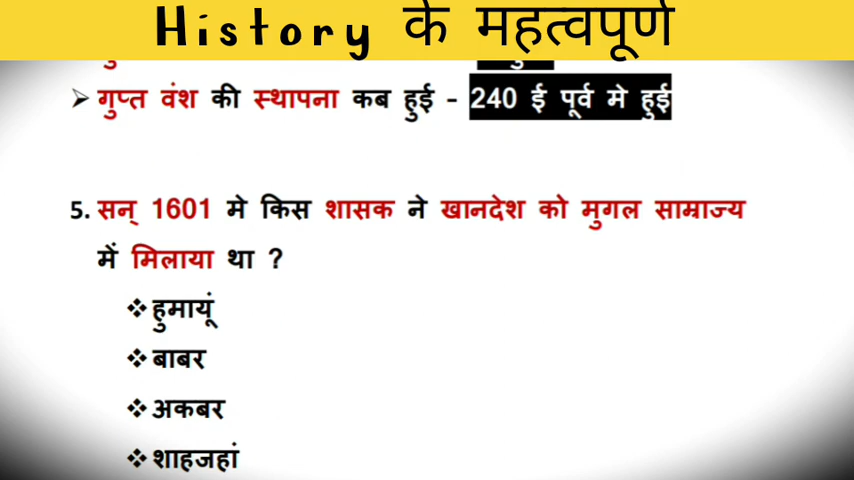 History के महत्वपूर्ण
➢ गुप्त वंश की स्थापना कब हुई - 240 ई पूर्व मे हुई
5. सन् 1601 मे किस शासक ने खानदेश को मुगल साम्राज्य
में मिलाया था ?
❖ हुमायूं
❖ बाबर
❖ अकबर
❖ शाहजहां